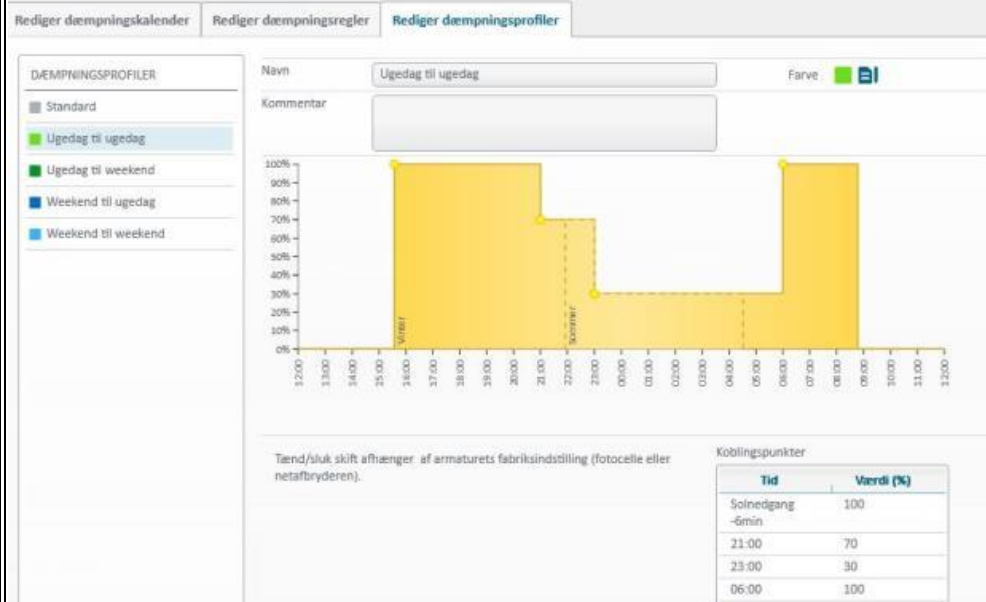 Rediger dæmpningskalender
Rediger dæmpningsregler
Rediger dæmpningsprofiler
DÆMPNINGSPROFILER
Standard
Ugedag til ugedag
Ugedag til weekend
Weekend til ugedag
Weekend til weekend
Navn
Ugedag til ugedag
Farve
Kommentar
100%
90%
80%
70%
60%
50%
40%
30%
20%
10%
0%
Vinter
Sommer
12:00
13:00
14:00
15:00
16:00
17:00
18:00
19:00
20:00
21:00
22:00
23:00
00:00
01:00
02:00
03:00
04:00
05:00
06:00
07:00
08:00
09:00
10:00
11:00
12:00
Tænd/sluk skift afhænger af armaturets fabriksindstilling (fotocelle eller
netafbryderen).
Koblingspunkter
Tid Værdi (%)
Solnedgang 100
-6min
21:00 70
23:00 30
06:00 100